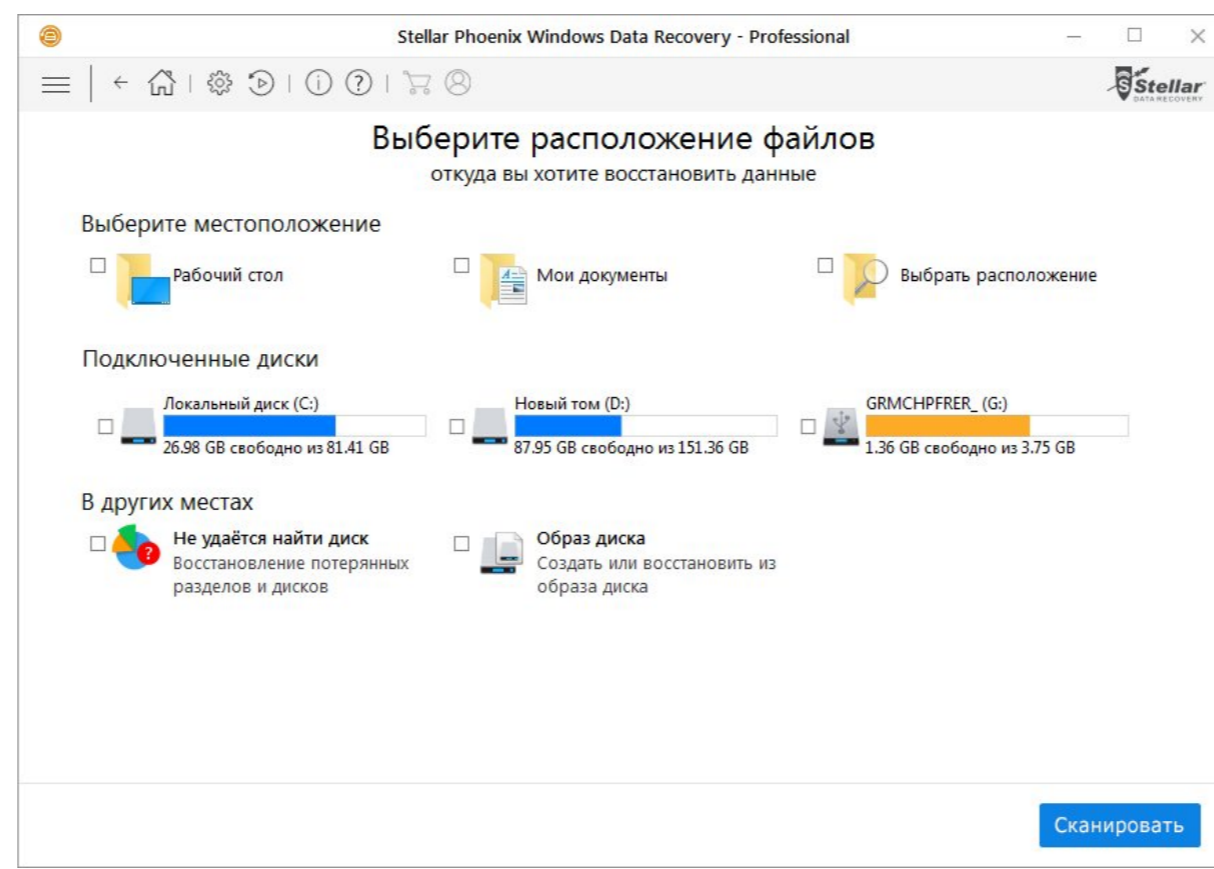 Stellar Phoenix Windows Data Recovery - Professional
Stellar
DATA RECOVERY
Выберите расположение файлов
откуда вы хотите восстановить данные
Выберите местоположение
Рабочий стол
Мои документы
Выбрать расположение
Подключенные диски
Локальный диск (C:)
26.98 GB свободно из 81.41 GB
Новый том (D:)
87.95 GB свободно из 151.36 GB
GRMCHPFRER_ (G:)
1.36 GB свободно из 3.75 GB
В других местах
Не удаётся найти диск
Восстановление потерянных
разделов и дисков
Образ диска
Создать или восстановить из
образа диска
Сканировать